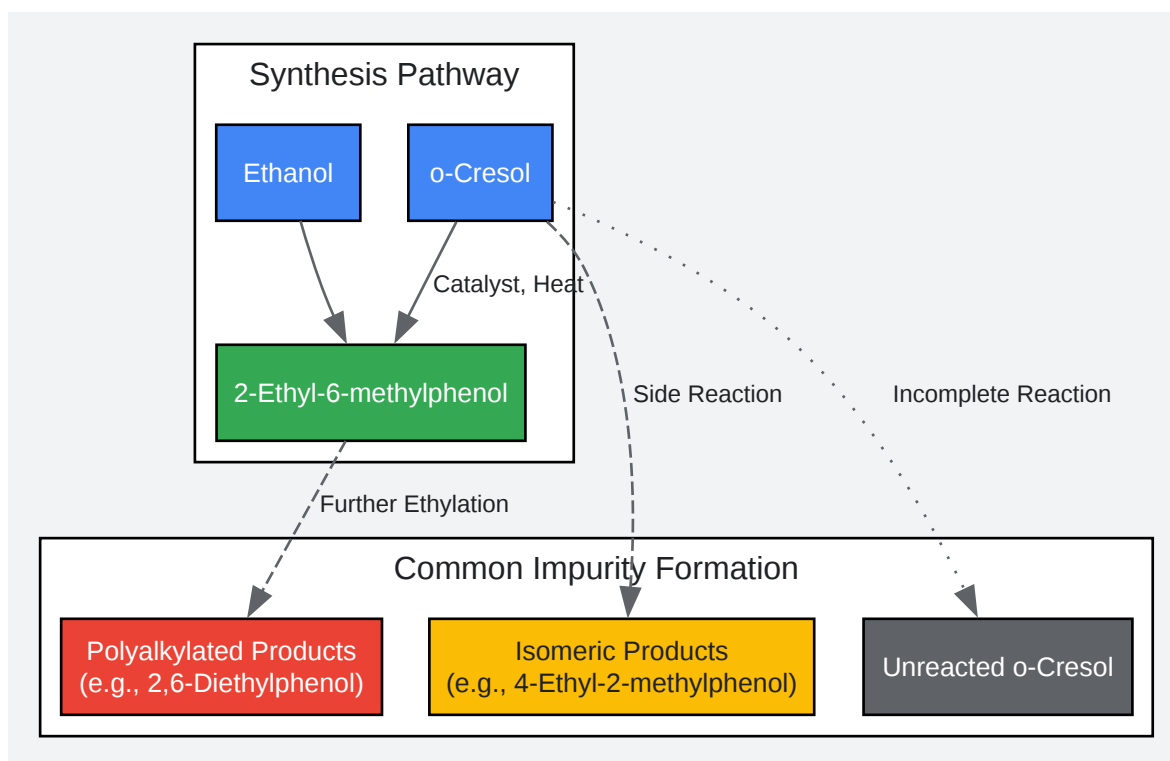 Synthesis Pathway
Ethanol
o-Cresol
Catalyst, Heat
2-Ethyl-6-methylphenol
Side Reaction
Incomplete Reaction
Further Ethylation
Common Impurity Formation
Polyalkylated Products
(e.g., 2,6-Diethylphenol)
Isomeric Products
(e.g., 4-Ethyl-2-methylphenol)
Unreacted o-Cresol